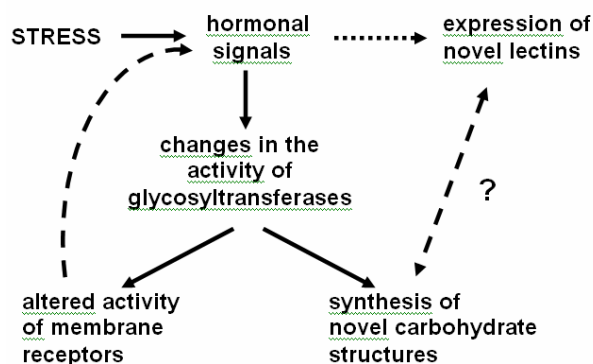 STRESS
hormonal
signals
expression of
novel lectins
changes in the
activity of
glycosyltransferases
?
altered activity
of membrane
receptors
synthesis of
novel carbohydrate
structures